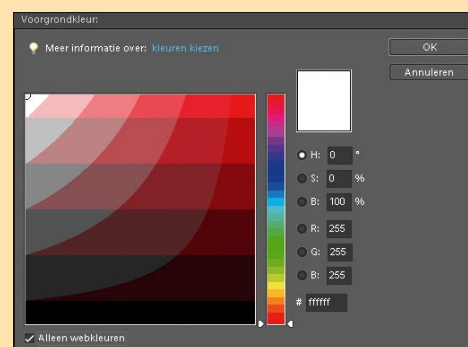 Voorgrondkleur:
Meer informatie over: kleuren kiezen
OK
Annuleren
H: 0 °
S: 0 %
B: 100 %
R: 255
G: 255
B: 255
# ffffff
Alleen webkleuren